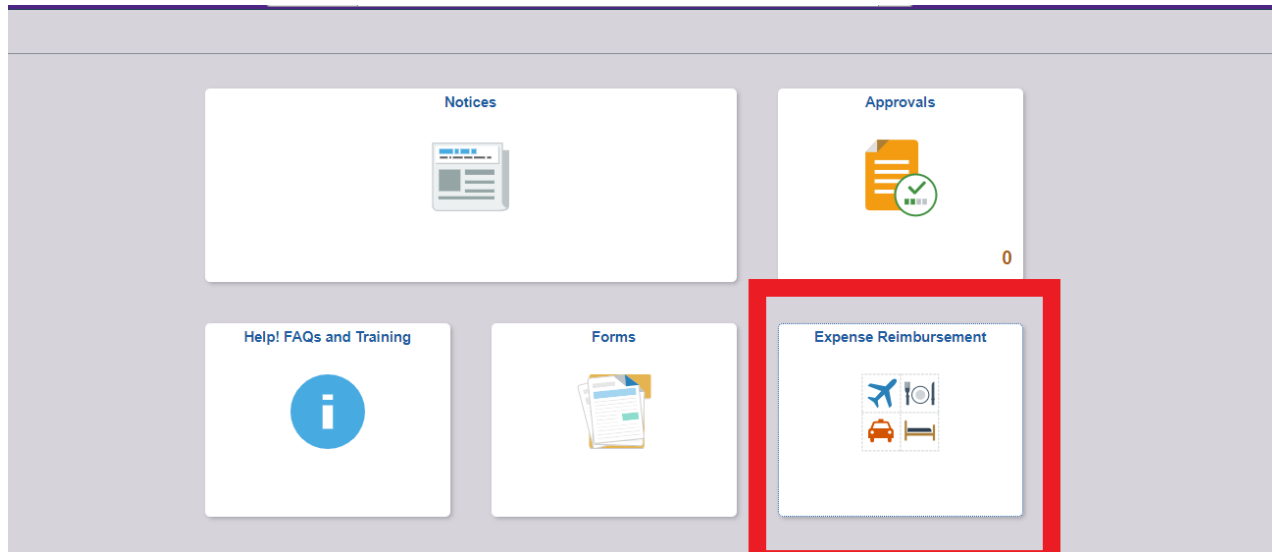 Notices
Approvals
0
Help! FAQs and Training
Forms
Expense Reimbursement